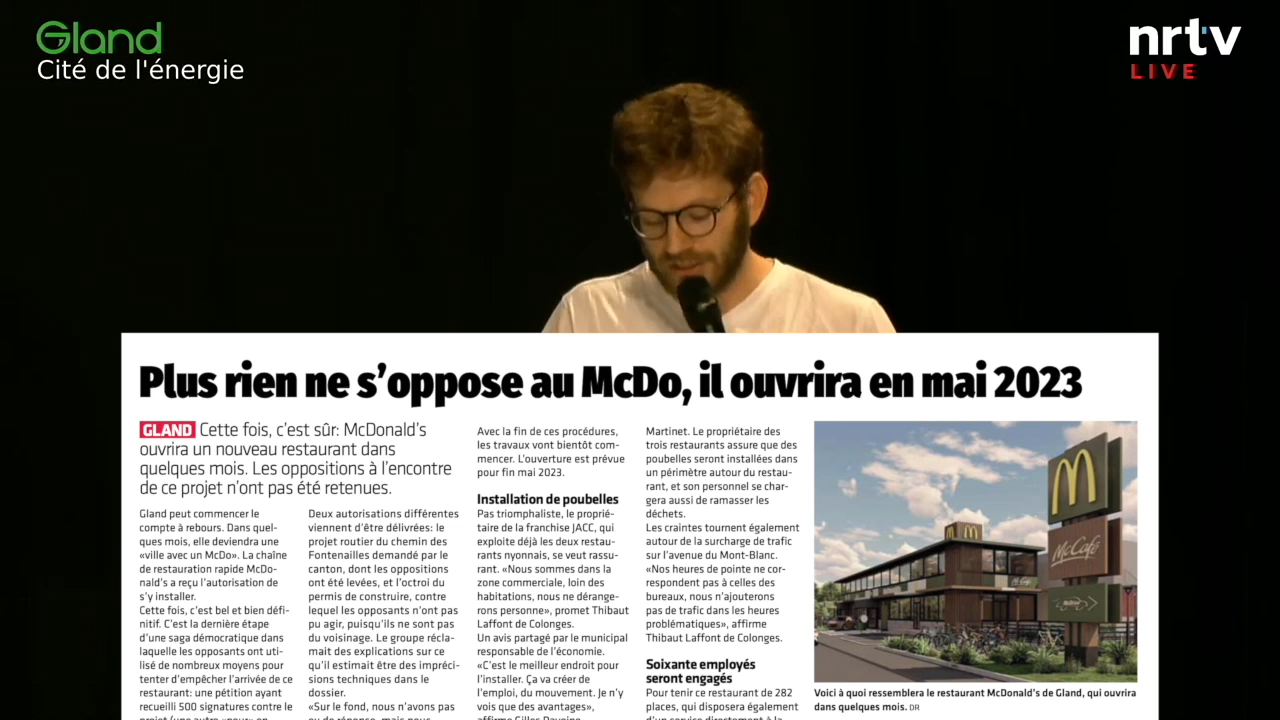 Gland
Cité de l'énergie
nrtv
LIVE
Plus rien ne s'oppose au McDo, il ouvrira en mai 2023
GLAND Cette fois, c'est sûr: McDonald's
ouvrira un nouveau restaurant dans
quelques mois. Les oppositions à l'encontre
de ce projet n'ont pas été retenues.
Gland peut commencer le
compte à rebours. Dans quel-
ques mois, elle deviendra une
«ville avec un McDo». La chaîne
de restauration rapide McDo-
nald's a reçu l'autorisation de
s'y installer.
Cette fois, c'est bel et bien défi-
nitif. C'est la dernière étape
d'une saga démocratique dans
laquelle les opposants ont uti-
lisé de nombreux moyens pour
tenter d'empêcher l'arrivée de ce
restaurant: une pétition ayant
recueilli 500 signatures contre le
projet (une autre «pour» en
Deux autorisations différentes
viennent d'être délivrées: le
projet routier du chemin des
Fontenailles demandé par le
canton, dont les oppositions
ont été levées, et l'octroi du
permis de construire, contre
lequel les opposants n'ont pas
pu agir, puisqu'ils ne sont pas
du voisinage. Le groupe récla-
mait des explications sur ce
qu'il estimait être des impréci-
sions techniques dans le
dossier.
«Sur le fond, nous n'avons pas
eu de réponse, mais nous
Avec la fin de ces procédures,
les travaux vont bientôt com-
mencer. L'ouverture est prévue
pour fin mai 2023.
Installation de poubelles
Pas triomphaliste, le proprié-
taire de la franchise JACC, qui
exploite déjà les deux restau-
rants nyonnais, se veut rassu-
rant. «Nous sommes dans la
zone commerciale, loin des
habitations, nous ne dérange-
rons personne», promet Thibaut
Laffont de Colonges.
Un avis partagé par le municipal
responsable de l'économie.
«C'est le meilleur endroit pour
l'installer. Ça va créer de
l'emploi, du mouvement. Je n'y
vois que des avantages»,
affirme Gilles Davoine
Martinet. Le propriétaire des
trois restaurants assure que des
poubelles seront installées dans
un périmètre autour du restau-
rant, et son personnel se char-
gera aussi de ramasser les
déchets.
Les craintes tournent également
autour de la surcharge de trafic
sur l'avenue du Mont-Blanc.
«Nos heures de pointe ne cor-
respondent pas à celles des
bureaux, nous n'ajouterons
pas de trafic dans les heures
problématiques», affirme
Thibaut Laffont de Colonges.
Soixante employés
seront engagés
Pour tenir ce restaurant de 282
places, qui disposera également
d'un service directement à la
McCafé
Voici à quoi ressemblera le restaurant McDonald's de Gland, qui ouvrira
dans quelques mois. DR